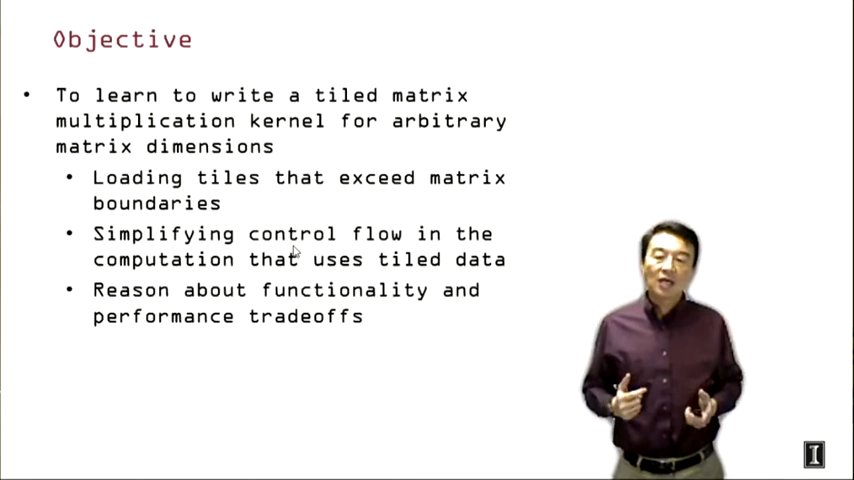 Objective
• To learn to write a tiled matrix
multiplication kernel for arbitrary
matrix dimensions
• Loading tiles that exceed matrix
boundaries
• Simplifying control flow in the
computation that uses tiled data
• Reason about functionality and
performance tradeoffs
I